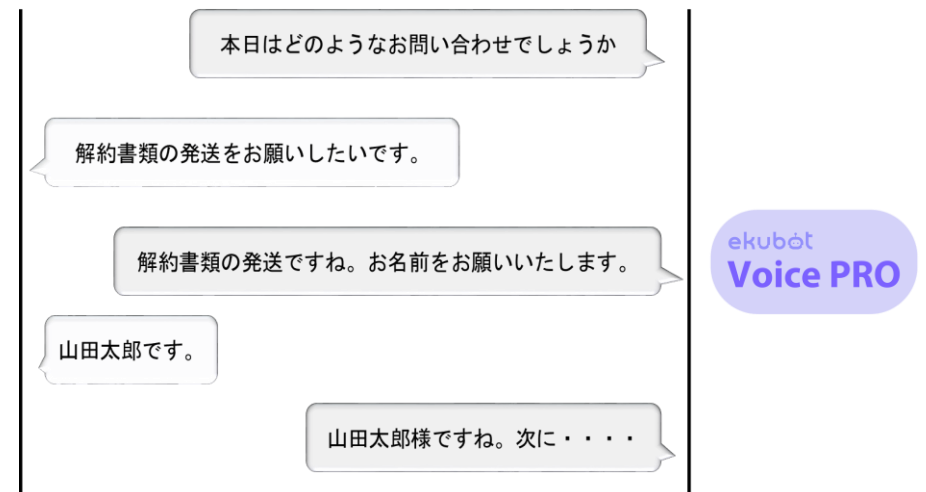 本日はどのようなお問い合わせでしょうか
解約書類の発送をお願いしたいです。
解約書類の発送ですね。お名前をお願いいたします。
山田太郎です。
山田太郎様ですね。次に・・・・
ekubot
Voice PRO